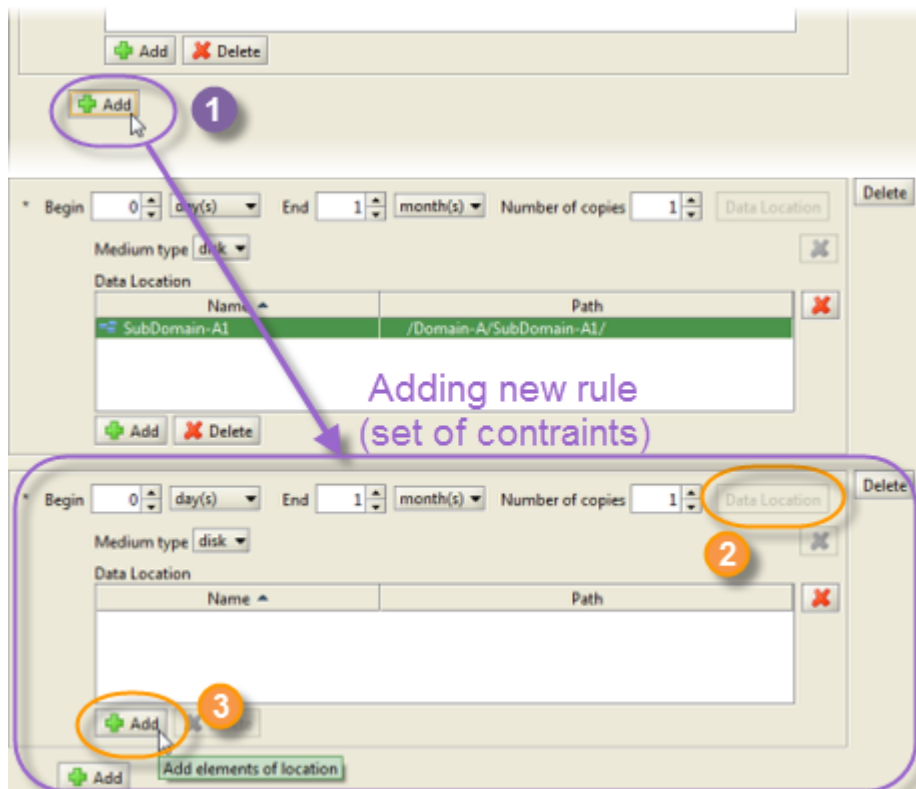 Add Delete
Add 1
* Begin 0 day(s) End 1 month(s) Number of copies 1 Data Location Delete
Medium type disk
Data Location
Name Path
SubDomain-A1 /Domain-A/SubDomain-A1/
Adding new rule
Add Delete (set of contraints)
* Begin 0 day(s) End 1 month(s) Number of copies 1 Data Location Delete
Medium type disk 2
Data Location
Name Path
3
Add
Add elements of location
Add